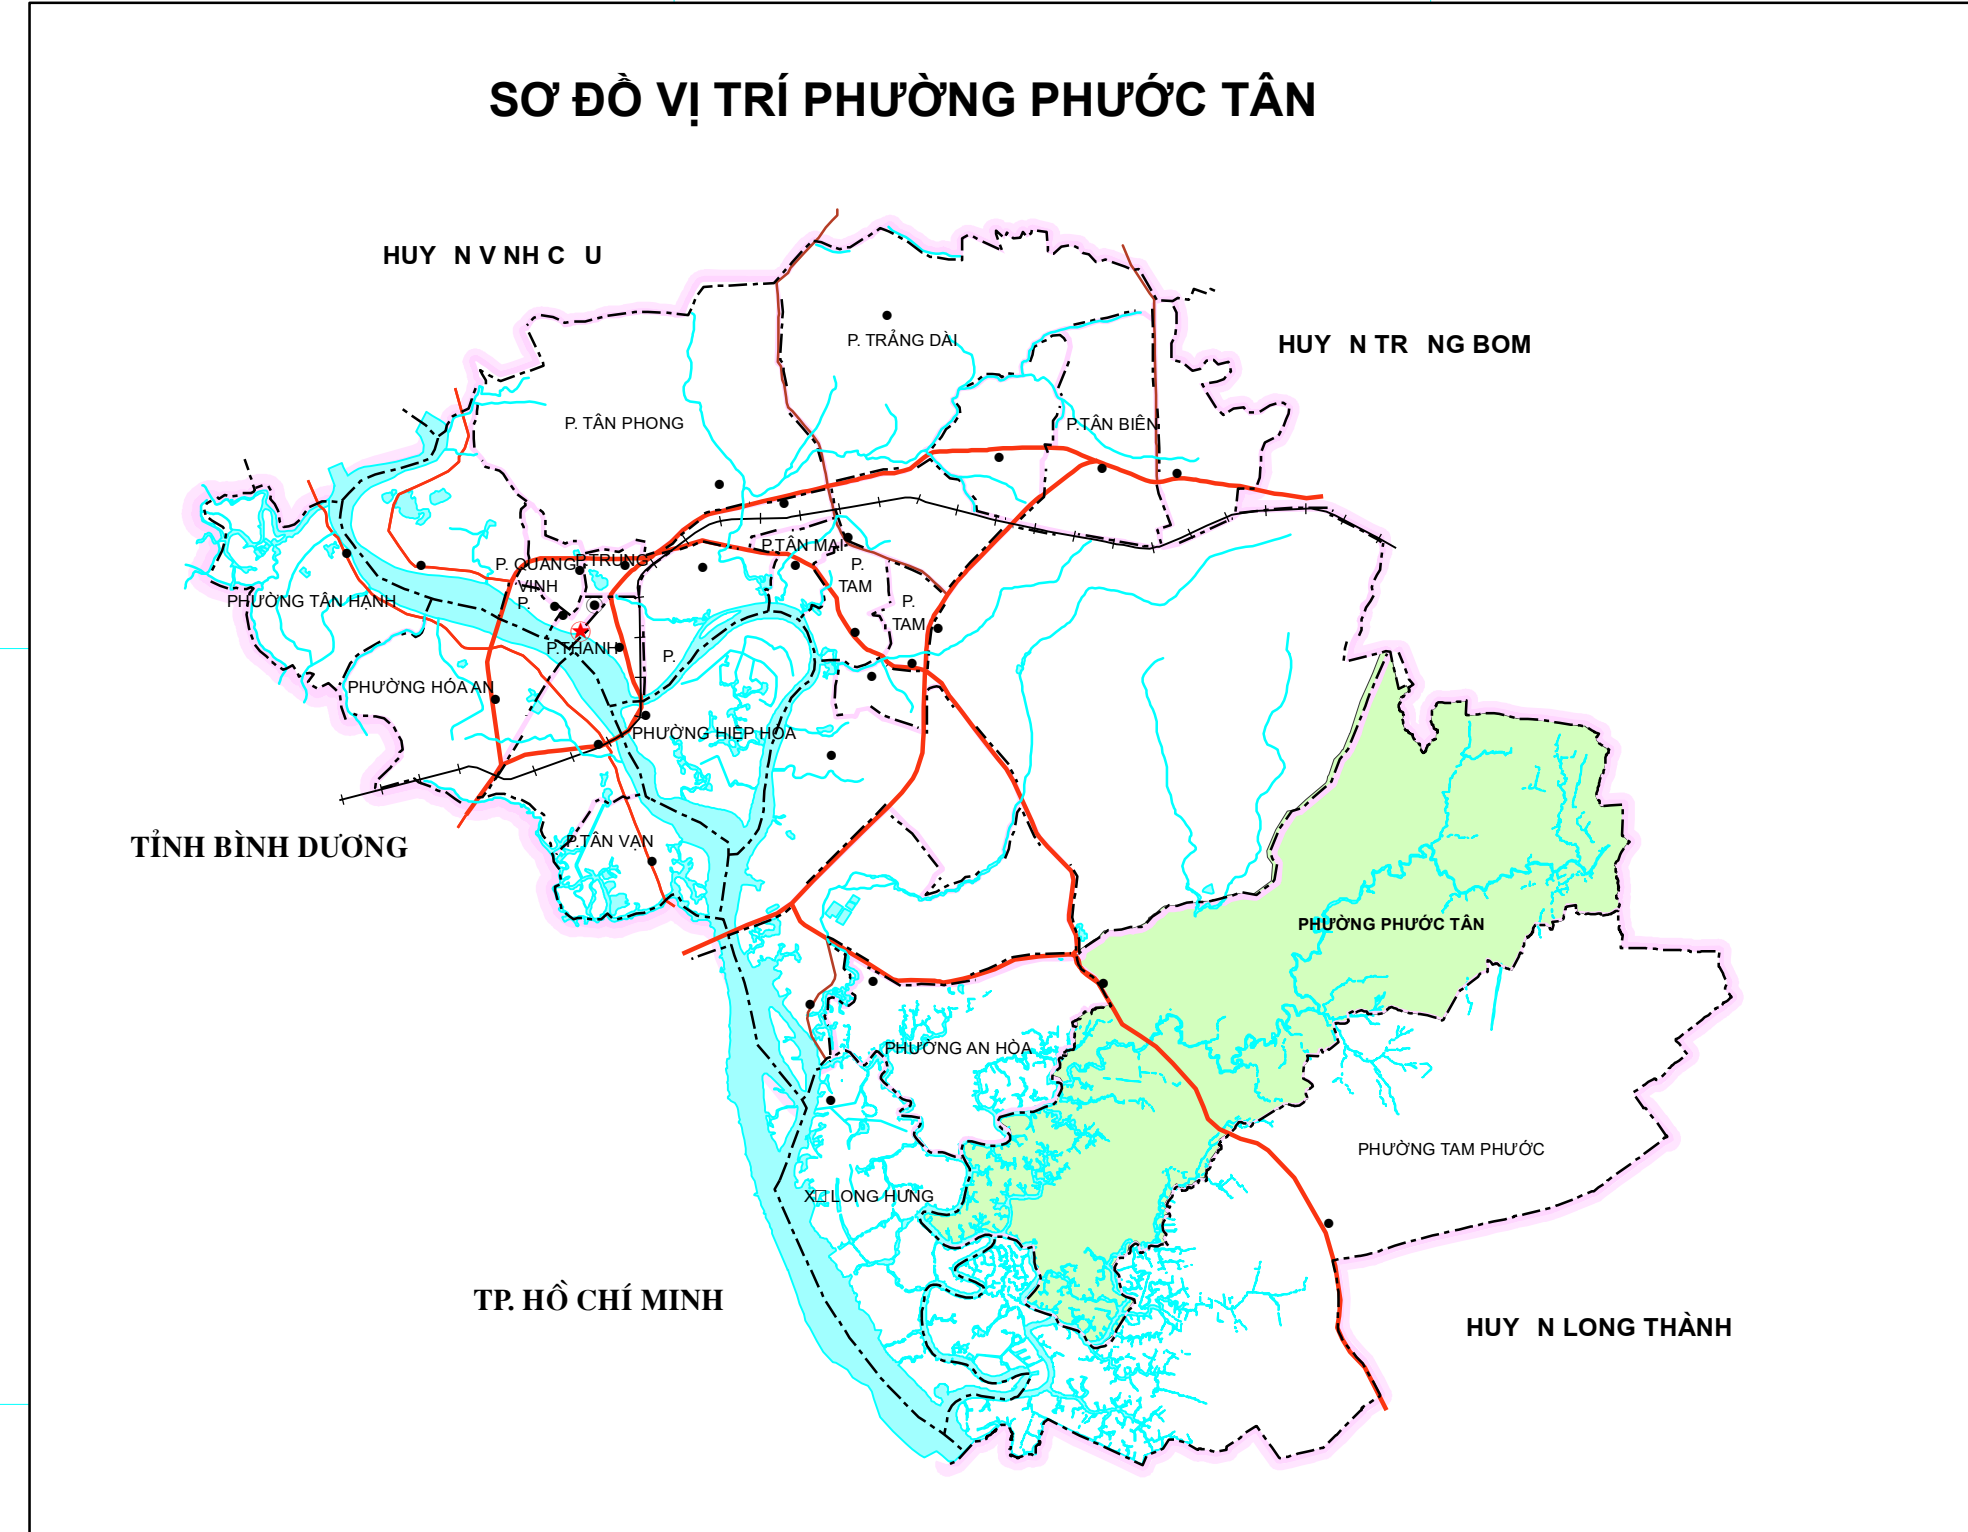 SƠ ĐỒ VỊ TRÍ PHƯỜNG PHƯỚC TÂN
HUY N V NH C U
P. TRẢNG DÀI
HUY N TR NG BOM
P. TÂN PHONG
P.TÂN BIÊN
P.TÂN MAI
P. QUANG
VINH
P.TRUNG
P.
TAM
PHƯỜNG TÂN HẠNH
P.
P.
TAM
P.THANH
P.
PHƯỜNG HÓA AN
PHƯỜNG HIỆP HÒA
TỈNH BÌNH DƯƠNG
P.TÂN VẠN
PHƯỜNG PHƯỚC TÂN
PHƯỜNG AN HÒA
PHƯỜNG TAM PHƯỚC
X□ LONG HƯNG
TP. HỒ CHÍ MINH
HUY N LONG THÀNH